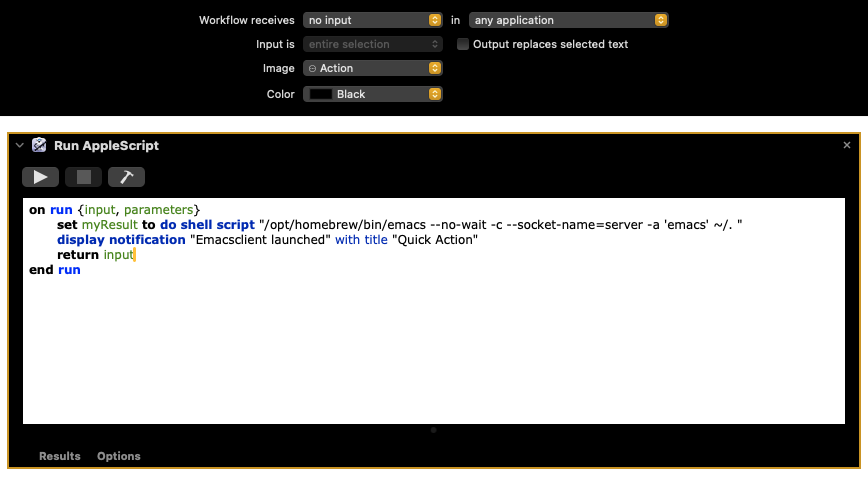 Workflow receives no input in any application
Input is entire selection Output replaces selected text
Image Action
Color Black
Run AppleScript
on run {input, parameters}
set myResult to do shell script "/opt/homebrew/bin/emacs --no-wait -c --socket-name=server -a 'emacs' ~/. "
display notification "Emacsclient launched" with title "Quick Action"
return input
end run
Results Options